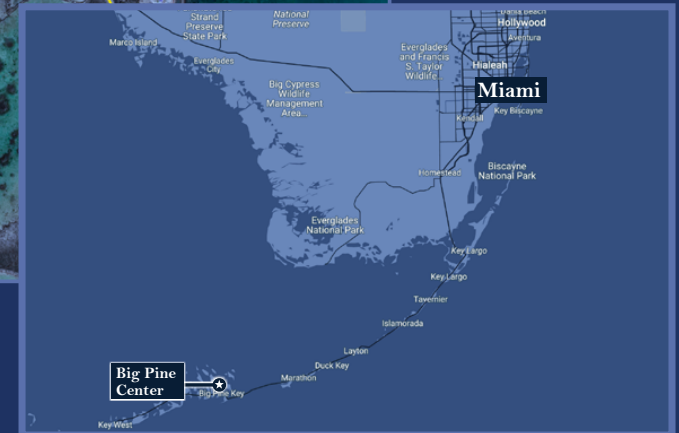 Dania Beach
Strand
Preserve
State Park
National
Preserve
Hollywood
Aventura
Marco Island
Everglades
City
Everglades
and Francis
S. Taylor
Wildlife...
Hialeah
Big Cypress
Wildlife
Management
Area...
Miami
Key Biscayne
Kendall
Homestead
Biscayne
National Park
Everglades
National Park
Key Largo
Key Largo
Tavernier
Islamorada
Layton
Duck Key
Marathon
Big Pine
Center
Big Pine Key
Key West